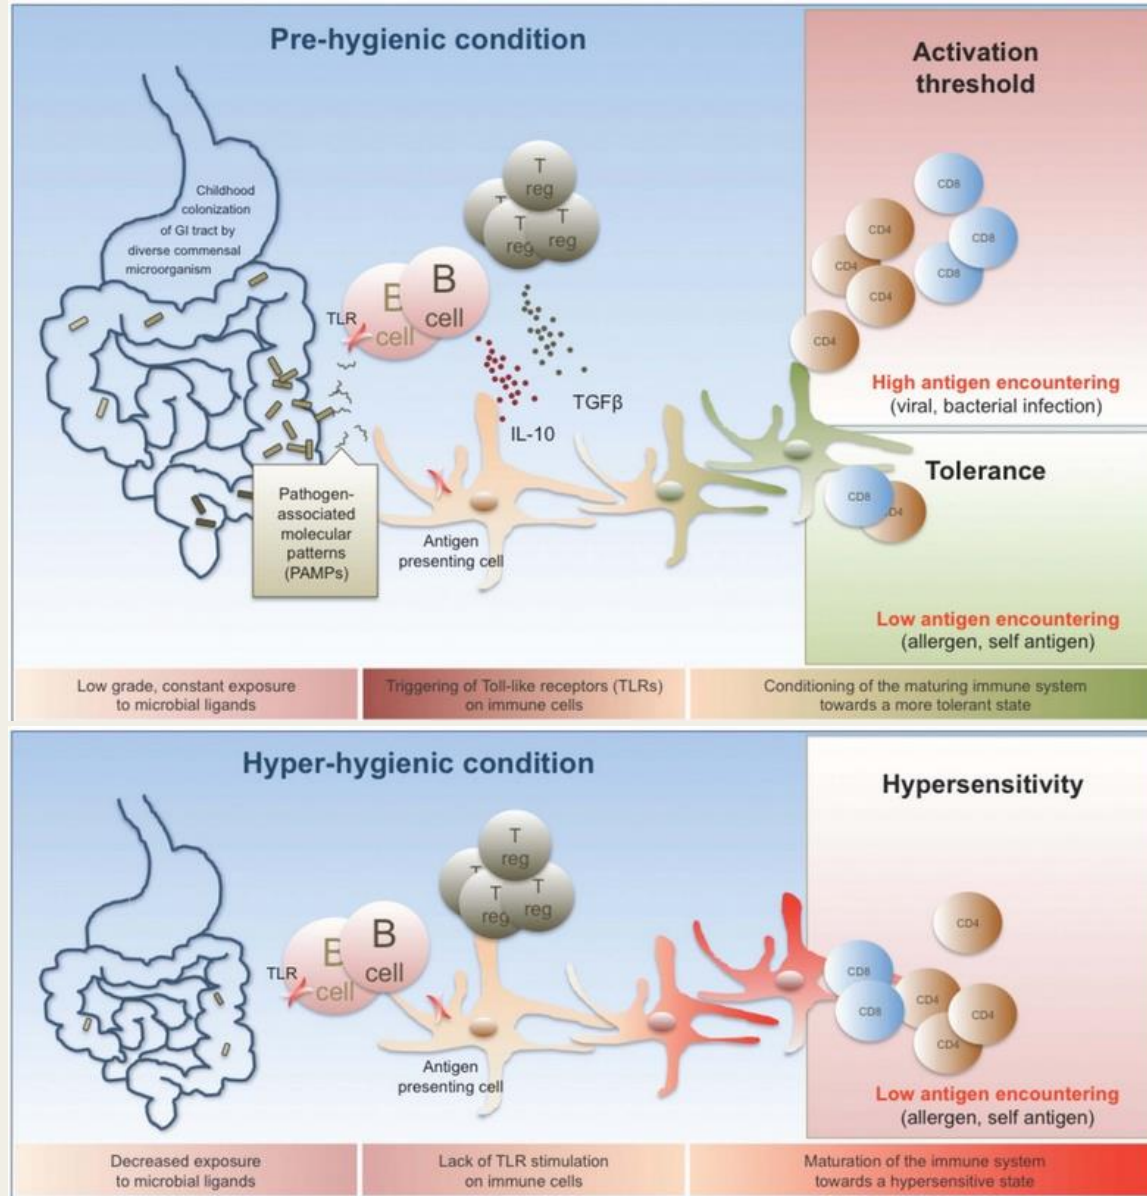 Pre-hygienic condition
Activation
threshold
Childhood
colonization
of GI tract by
diverse commensal
microorganism
T
reg
T
T
reg
T
reg
B
cell
B
cell
TLR
TGFβ
IL-10
Pathogen-
associated
molecular
patterns
(PAMPs)
Antigen
presenting cell
CD8
CD8
CD8
CD4
CD4
CD4
CD4
High antigen encountering
(viral, bacterial infection)
Tolerance
CD8
CD4
Low antigen encountering
(allergen, self antigen)
Low grade, constant exposure
to microbial ligands
Triggering of Toll-like receptors (TLRs)
on immune cells
Conditioning of the maturing immune system
towards a more tolerant state
Hyper-hygienic condition
Hypersensitivity
T
reg
T
T
reg
T
reg
B
cell
B
cell
TLR
Antigen
presenting cell
CD8
CD8
CD4
CD4
CD4
CD4
Low antigen encountering
(allergen, self antigen)
Decreased exposure
to microbial ligands
Lack of TLR stimulation
on immune cells
Maturation of the immune system
towards a hypersensitive state